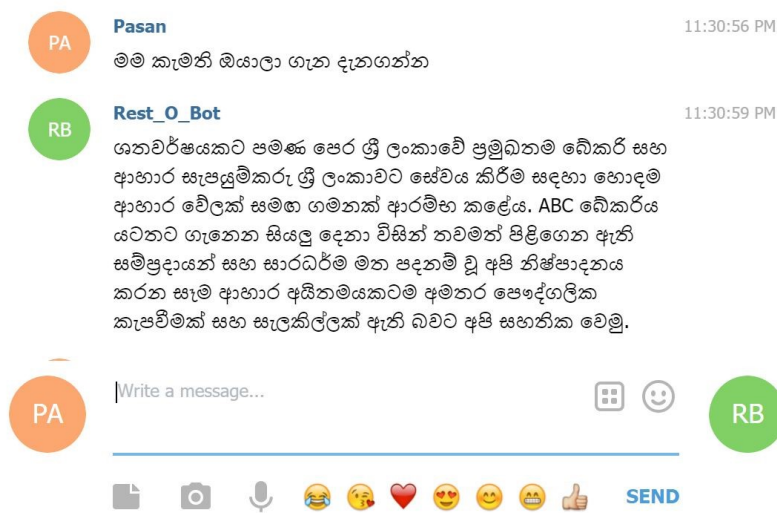 Pasan 11:30:56 PM
PA
මම කැමති ඔයාලා ගැන දැනගන්න
Rest_O_Bot 11:30:59 PM
RB
ශතවර්ෂයකට පමණ පෙර ශ්‍රී ලංකාවේ ප්‍රමුඛතම බේකරි සහ
ආහාර සැපයුම්කරු ශ්‍රී ලංකාවට සේවය කිරීම සඳහා හොඳම
ආහාර වේලක් සමඟ ගමනක් ආරම්භ කළේය. ABC බේකරිය
යටතට ගැනෙන සියලු දෙනා විසින් තවමත් පිළිගෙන ඇති
සම්ප්‍රදායන් සහ සාරධර්ම මත පදනම් වූ අපි නිෂ්පාදනය
කරන සෑම ආහාර අයිතමයකටම අමතර පෞද්ගලික
කැපවීමක් සහ සැලකිල්ලක් ඇති බවට අපි සහතික වෙමු.
PA
Write a message...
RB
SEND